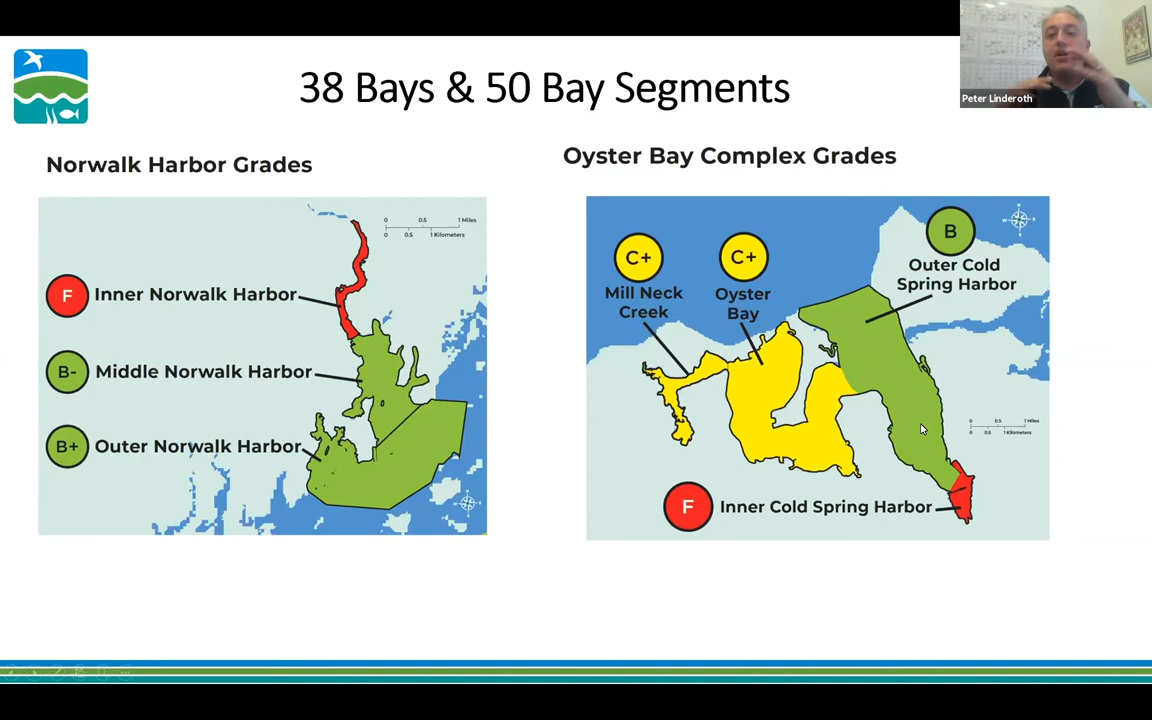 38 Bays & 50 Bay Segments
Peter Linderoth
Norwalk Harbor Grades
0 0.5 1 Miles
0 0.5 1 Kilometers
F Inner Norwalk Harbor
B- Middle Norwalk Harbor
B+ Outer Norwalk Harbor
Oyster Bay Complex Grades
C+
Mill Neck
Creek
C+
Oyster
Bay
B
Outer Cold
Spring Harbor
0 0.5 1 Miles
0 0.5 1 Kilometers
F Inner Cold Spring Harbor